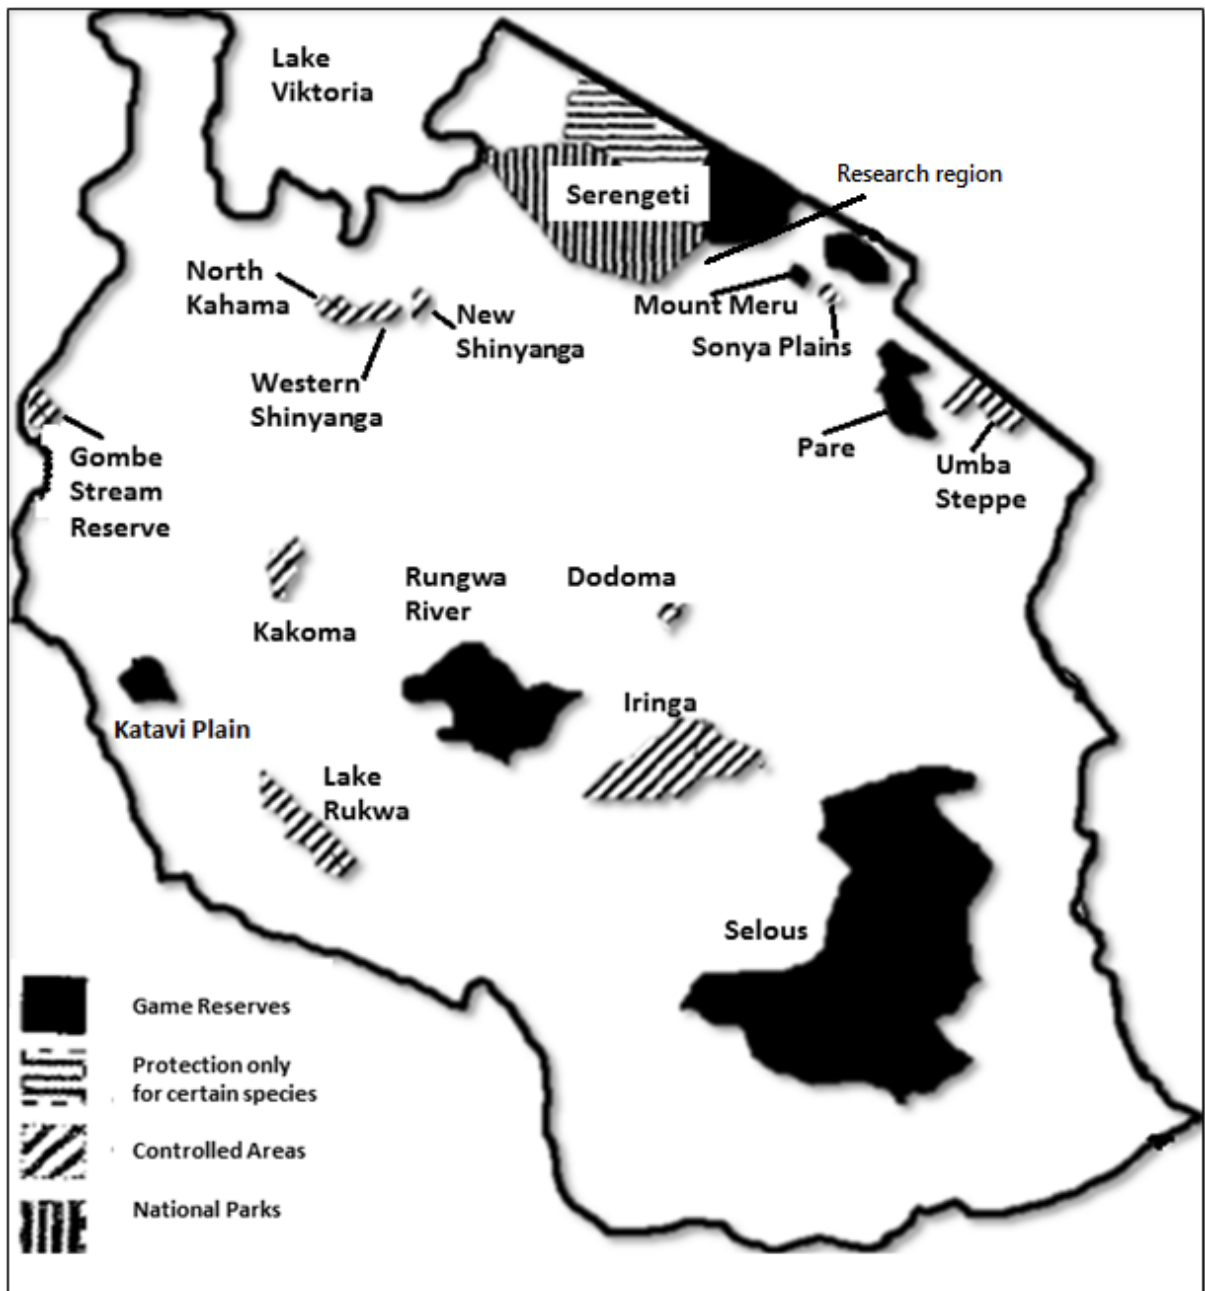 Lake
Viktoria
Research region
Serengeti
North
Kahama
Mount Meru
New
Shinyanga
Sonya Plains
Western
Shinyanga
Pare
Umba
Steppe
Gombe
Stream
Reserve
Rungwa
River
Dodoma
Kakoma
Iringa
Katavi Plain
Lake
Rukwa
Selous
Game Reserves
Protection only
for certain species
Controlled Areas
National Parks